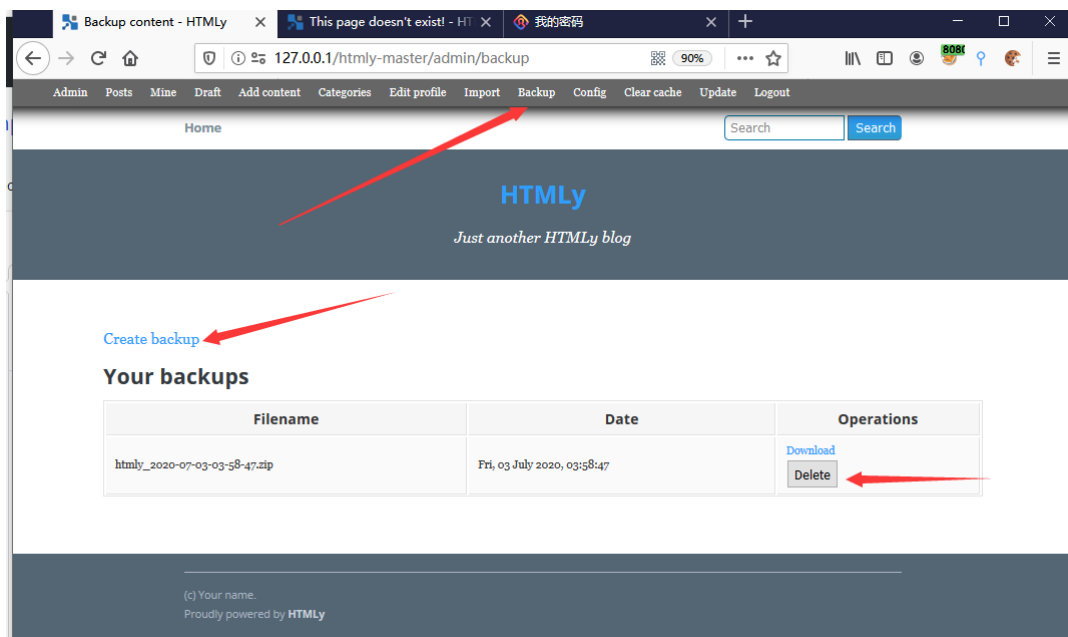 Backup content - HTMLy
This page doesn't exist! - HT
我的密码
127.0.0.1/htmly-master/admin/backup
90%
8080
Admin Posts Mine Draft Add content Categories Edit profile Import Backup Config Clear cache Update Logout
Home
Search Search
HTMLy
Just another HTMLy blog
Create backup
Your backups
Filename Date Operations
htmly_2020-07-03-03-58-47.zip Fri, 03 July 2020, 03:58:47 Download
Delete
(c) Your name.
Proudly powered by HTMLy